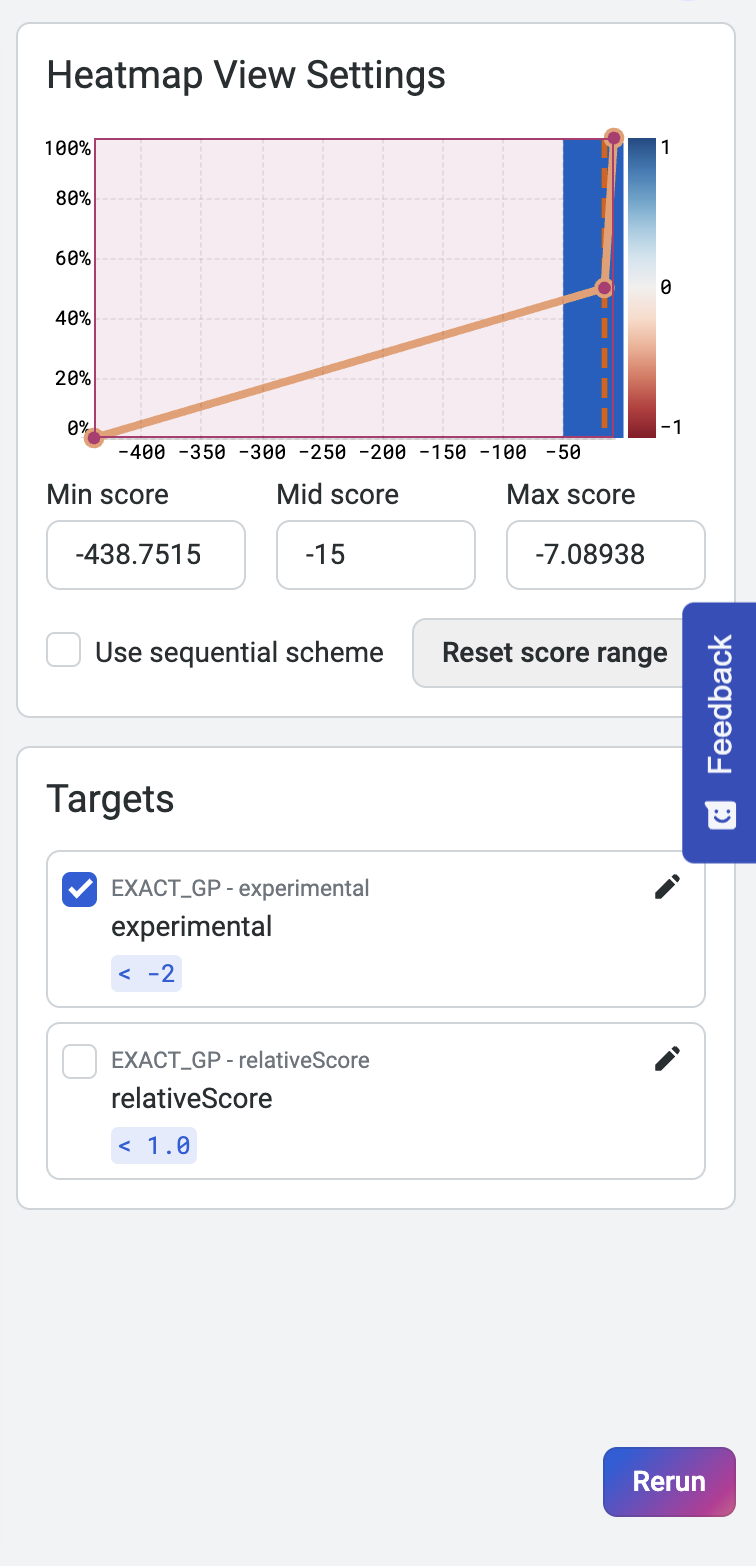 Heatmap View Settings
100%
80%
60%
40%
20%
0%
1
0
-1
-400 -350 -300 -250 -200 -150 -100 -50
Min score Mid score Max score
-438.7515 -15 -7.08938
Use sequential scheme Reset score range
Feedback
Targets
EXACT_GP - experimental
experimental
< -2
EXACT_GP - relativeScore
relativeScore
< 1.0
Rerun